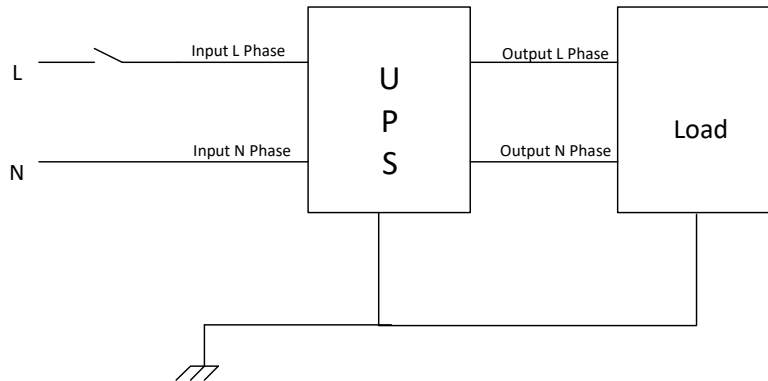 L
Input L Phase
Output L Phase
U
P
S
Load
N
Input N Phase
Output N Phase